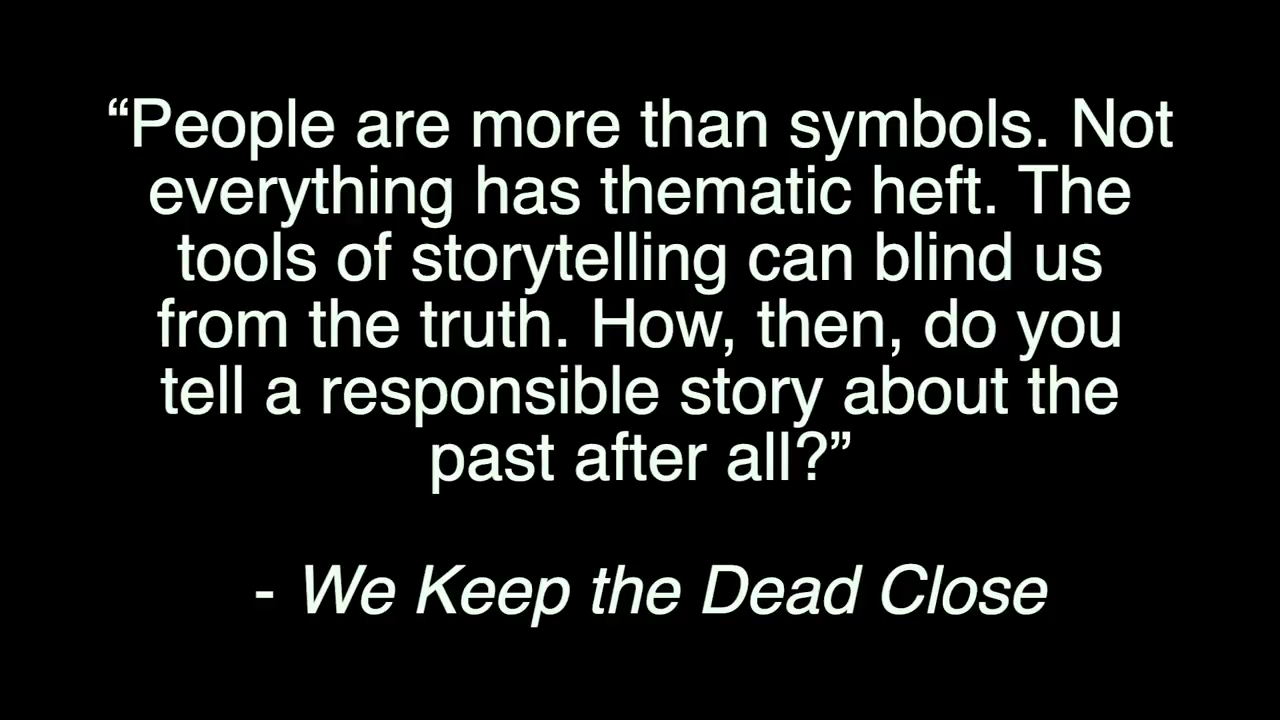 “People are more than symbols. Not
everything has thematic heft. The
tools of storytelling can blind us
from the truth. How, then, do you
tell a responsible story about the
past after all?”
- We Keep the Dead Close